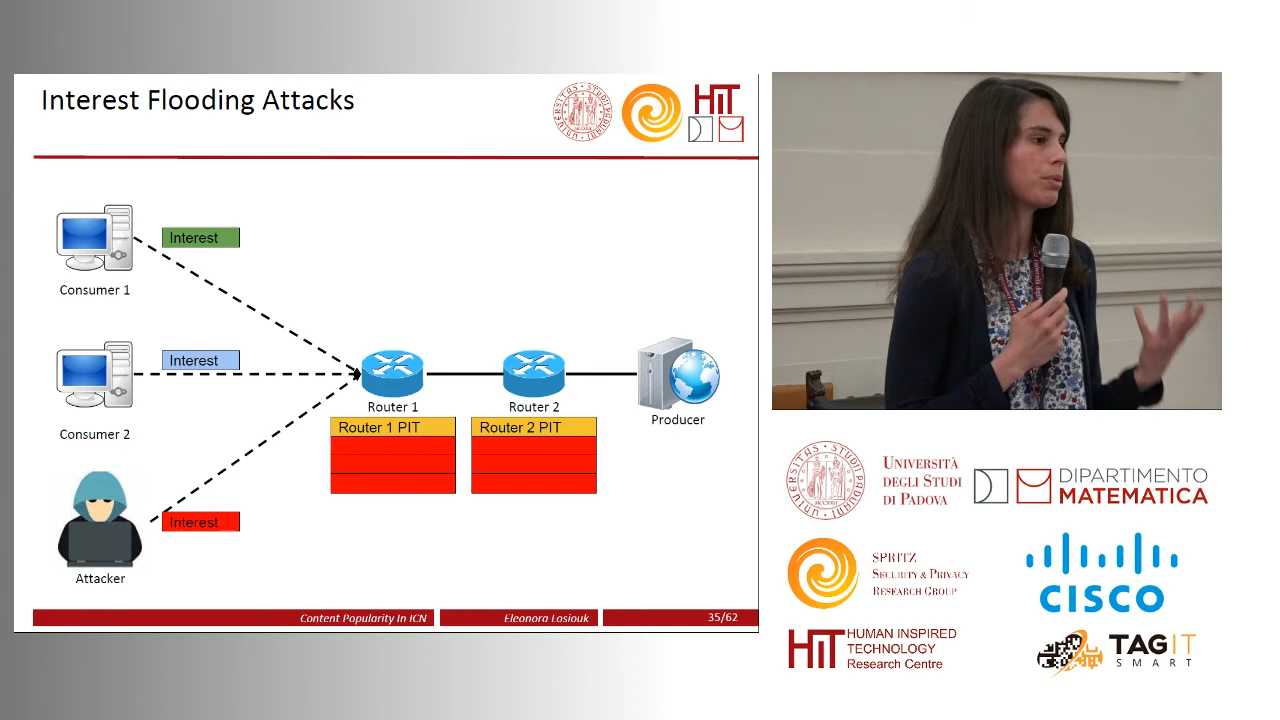 Interest Flooding Attacks
HIT
Interest
Consumer 1
Interest
Consumer 2
Router 1
Router 2
Producer
Router 1 PIT
Router 2 PIT
Interest
Attacker
Content Popularity In ICN
Eleonora Losiouk
35/62
UNIVERSITÀ
DEGLI STUDI
DI PADOVA
DIPARTIMENTO
MATEMATICA
SPRITZ
SECURITY & PRIVACY
RESEARCH GROUP
CISCO
HIT
HUMAN INSPIRED
TECHNOLOGY
Research Centre
TAGIT
SMART